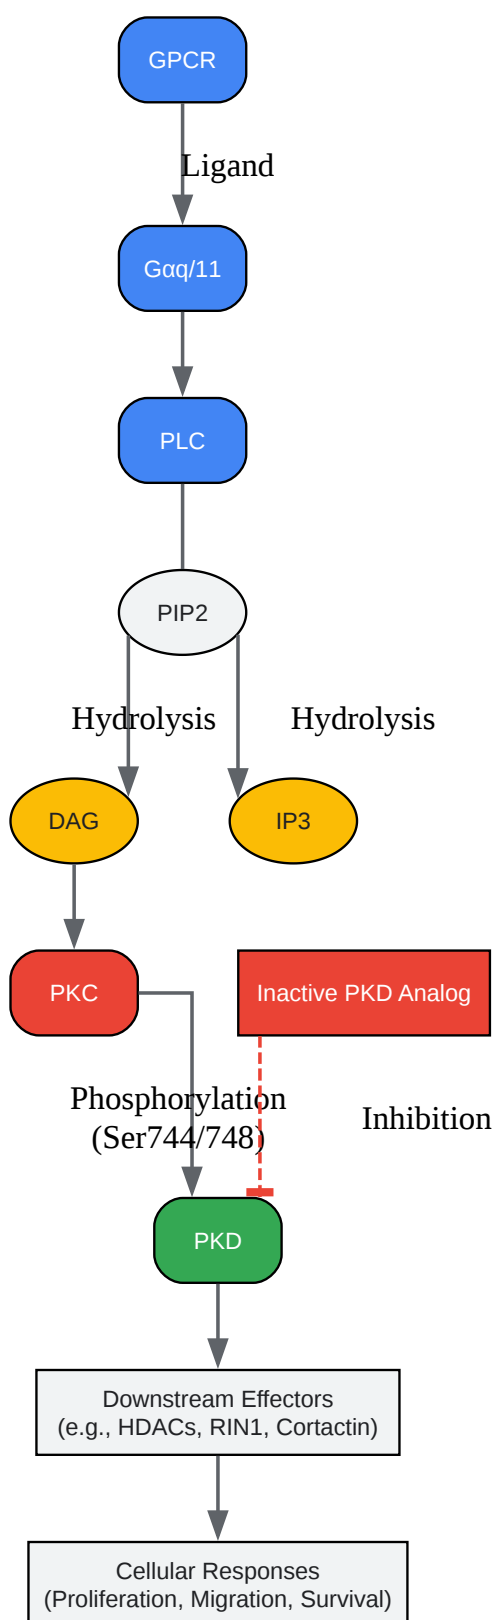 GPCR
Ligand
Gαq/11
PLC
PIP2
Hydrolysis
Hydrolysis
DAG
IP3
PKC
Inactive PKD Analog
Phosphorylation
(Ser744/748)
Inhibition
PKD
Downstream Effectors
(e.g., HDACs, RIN1, Cortactin)
Cellular Responses
(Proliferation, Migration, Survival)